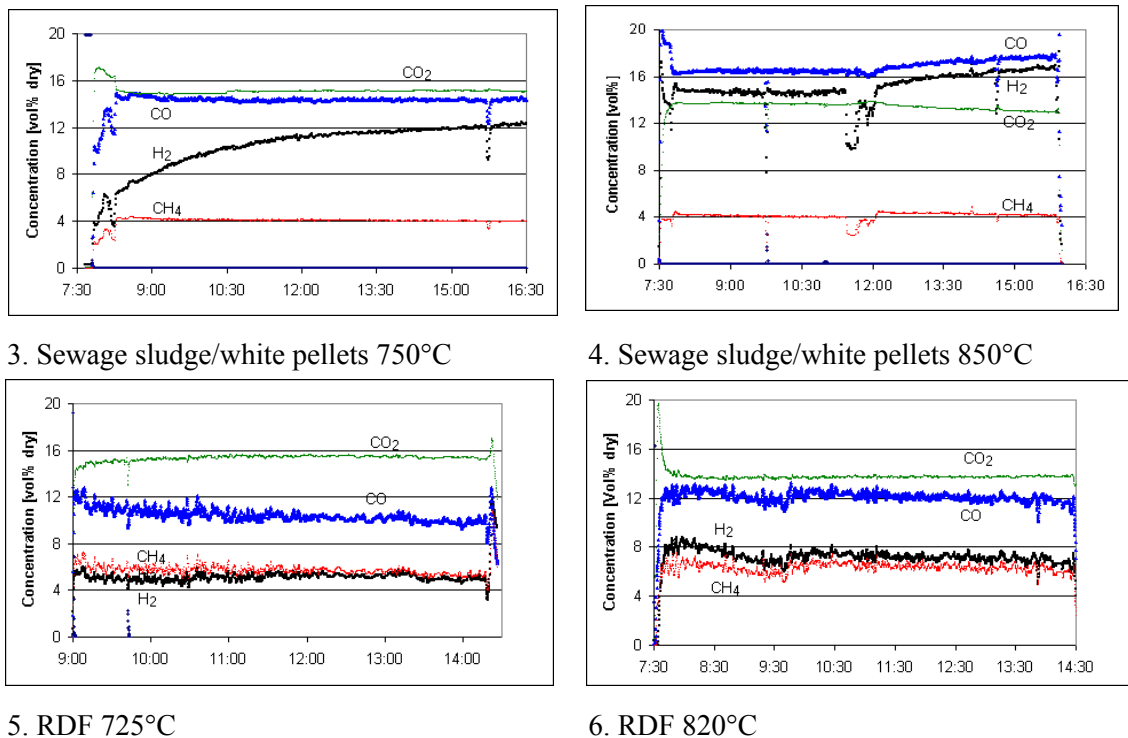 Concentration [vol% dry]
20
16
12
8
4
0
CO2
CO
H2
CH4
7:30 9:00 10:30 12:00 13:30 15:00 16:30
3. Sewage sludge/white pellets 750°C
Concentration [vol%]
20
16
12
8
4
0
CO
H2
CO2
CH4
7:30 9:00 10:30 12:00 13:30 15:00 16:30
4. Sewage sludge/white pellets 850°C
Concentration [vol% dry]
20
16
12
8
4
0
CO2
CO
CH4
H2
9:00 10:00 11:00 12:00 13:00 14:00
5. RDF 725°C
Concentration [Vol% dry]
20
16
12
8
4
0
CO2
CO
H2
CH4
7:30 8:30 9:30 10:30 11:30 12:30 13:30 14:30
6. RDF 820°C